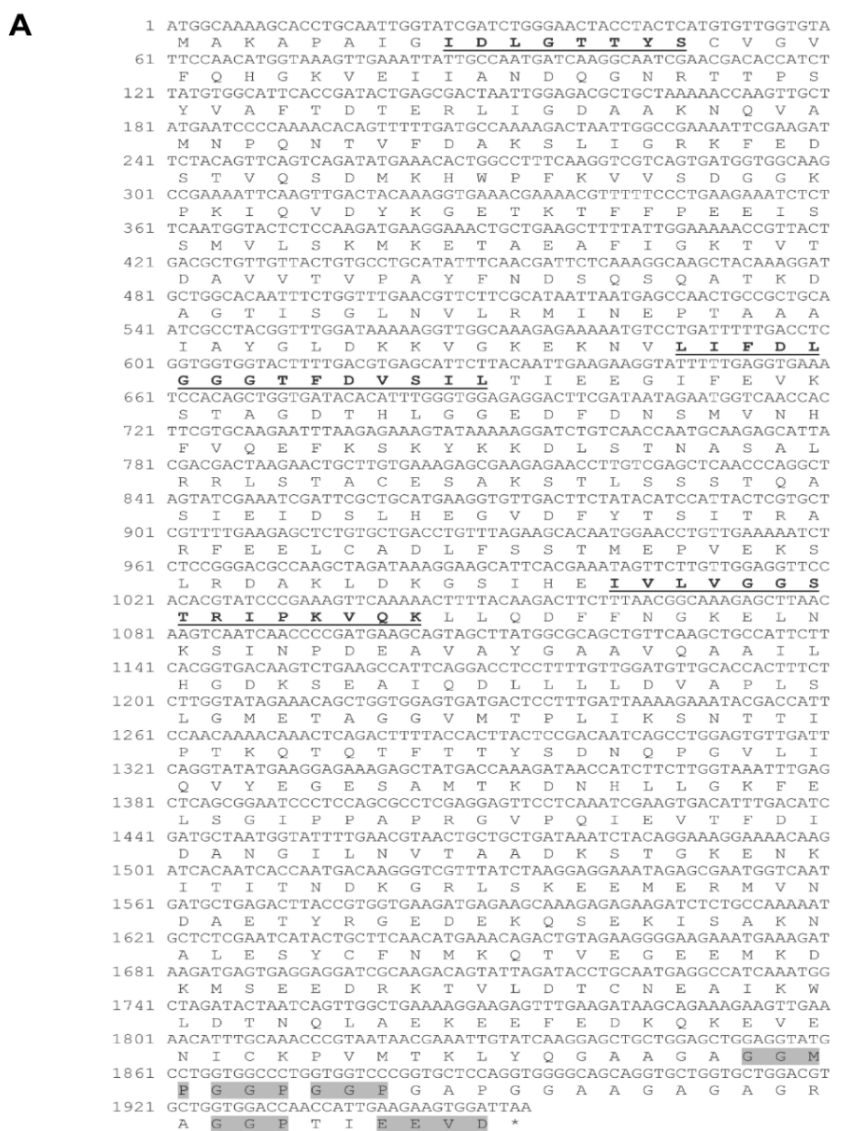 A
1 ATGGCAAAAGCACCTGCAATTGGTATCGATCTGGGAACTACCTACTCATGTGTTGGTGTA
M A K A P A I G I D L G T T Y S C V G V
61 TTCCAACATGGTAAAGTTGAAATTATTGCCAATGATCAAGGCAATCGAACGACACCATCT
F Q H G K V E I I A N D Q G N R T T P S
121 TATGTGGCATTCACCGATACTGAGCGACTAATTGGAGACGCTGCTAAAAACCAAGTTGCT
Y V A F T D T E R L I G D A A K N Q V A
181 ATGAATCCCCAAAACACAGTTTTTGATGCCAAAAGACTAATTGGCCGAAAATTCGAAGAT
M N P Q N T V F D A K S L I G R K F E D
241 TCTACAGTTCAGTCAGATATGAAACACTGGCCTTTCAAGGTCGTCAGTGATGGTGGCAAG
S T V Q S D M K H W P F K V V S D G G K
301 CCGAAAATTCAAGTTGACTACAAAGGTGAAACGAAAACGTTTTTCCCTGAAGAAATCTCT
P K I Q V D Y K G E T K T F F P E E I S
361 TCAATGGTACTCTCCAAGATGAAGGAAACTGCTGAAGCTTTTATTGGAAAAACCGTTACT
S M V L S K M K E T A E A F I G K T V T
421 GACGCTGTTGTTACTGTGCCTGCATATTTCAACGATTCTCAAAGGCAAGCTACAAAGGAT
D A V V T V P A Y F N D S Q S Q A T K D
481 GCTGGCACAATTTCTGGTTTGAACGTTCTTCGCATAATTAATGAGCCAACTGCCGCTGCA
A G T I S G L N V L R M I N E P T A A A
541 ATCGCCTACGGTTTGGATAAAAAGGTTGGCAAAGAGAAAAATGTCCTGATTTTTGACCTC
I A Y G L D K K V G K E K N V L I F D L
601 GGTGGTGGTACTTTTGACGTGAGCATTCTTACAATTGAAGAAGGTATTTTTGAGGTGAAA
G G G T F D V S I L T I E E G I F E V K
661 TCCACAGCTGGTGATACACATTTGGGTGGAGAGGACTTCGATAATAGAATGGTCAACCAC
S T A G D T H L G G E D F D N S M V N H
721 TTCGTGCAAGAATTTAAGAGAAAGTATAAAAAGGATCTGTCAACCAATGCAAGAGCATTA
F V Q E F K S K Y K K D L S T N A S A L
781 CGACGACTAAGAACTGCTTGTGAAAGAGCGAAGAGAACCTTGTCGAGCTCAACCCAGGCT
R R L S T A C E S A K S T L S S S T Q A
841 AGTATCGAAATCGATTCGCTGCATGAAGGTGTTGACTTCTATACATCCATTACTCGTGCT
S I E I D S L H E G V D F Y T S I T R A
901 CGTTTTGAAGAGCTCTGTGCTGACCTGTTTAGAAGCACAATGGAACCTGTTGAAAAATCT
R F E E L C A D L F S S T M E P V E K S
961 CTCCGGGACGCCAAGCTAGATAAAGGAAGCATTCACGAAATAGTTCTTGTTGGAGGTTCC
L R D A K L D K G S I H E I V L V G G S
1021 ACACGTATCCCGAAAGTTCAAAAACTTTTACAAGACTTCTTTAACGGCAAAGAGCTTAAC
T R I P K V Q K L L Q D F F N G K E L N
1081 AAGTCAATCAACCCCGATGAAGCAGTAGCTTATGGCGCAGCTGTTCAAGCTGCCATTCTT
K S I N P D E A V A Y G A A V Q A A I L
1141 CACGGTGACAAGTCTGAAGCCATTCAGGACCTCCTTTTGTTGGATGTTGCACCACTTTCT
H G D K S E A I Q D L L L L D V A P L S
1201 CTTGGTATAGAAACAGCTGGTGGAGTGATGACTCCTTTGATTAAAAGAAATACGACCATT
L G M E T A G G V M T P L I K S N T T I
1261 CCAACAAAACAAACTCAGACTTTTACCACTTACTCCGACAATCAGCCTGGAGTGTTGATT
P T K Q T Q T F T T Y S D N Q P G V L I
1321 CAGGTATATGAAGGAGAAAGAGCTATGACCAAAGATAACCATCTTCTTGGTAAATTTGAG
Q V Y E G E S A M T K D N H L L G K F E
1381 CTCAGCGGAATCCCTCCAGCGCCTCGAGGAGTTCCTCAAATCGAAGTGACATTTGACATC
L S G I P P A P R G V P Q I E V T F D I
1441 GATGCTAATGGTATTTTGAACGTAACTGCTGCTGATAAATCTACAGGAAAGGAAAACAAG
D A N G I L N V T A A D K S T G K E N K
1501 ATCACAATCACCAATGACAAGGGTCGTTTATCTAAGGAGGAAATAGAGCGAATGGTCAAT
I T I T N D K G R L S K E E M E R M V N
1561 GATGCTGAGACTTACCGTGGTGAAGATGAGAAGCAAAGAGAGAAGATCTCTGCCAAAAAT
D A E T Y R G E D E K Q S E K I S A K N
1621 GCTCTCGAATCATACTGCTTCAACATGAAACAGACTGTAGAAGGGGAAGAAATGAAAGAT
A L E S Y C F N M K Q T V E G E E M K D
1681 AAGATGAGTGAGGAGGATCGCAAGACAGTATTAGATACCTGCAATGAGGCCATCAAATGG
K M S E E D R K T V L D T C N E A I K W
1741 CTAGATACTAATCAGTTGGCTGAAAAGGAAGAGTTTGAAGATAAGCAGAAAGAAGTTGAA
L D T N Q L A E K E E F E D K Q K E V E
1801 AACATTTGCAAACCCGTAATAACGAAATTGTATCAAGGAGCTGCTGGAGCTGGAGGTATG
N I C K P V M T K L Y Q G A A G A G G M
1861 CCTGGTGGCCCTGGTGGTCCCGGTGCTCCAGGTGGGGCAGCAGGTGCTGGTGCTGGACGT
P G G P G G P G A P G G A A G A G A G R
1921 GCTGGTGGACCAACCATTGAAGAAGTGGATTAA
A G G P T I E E V D *